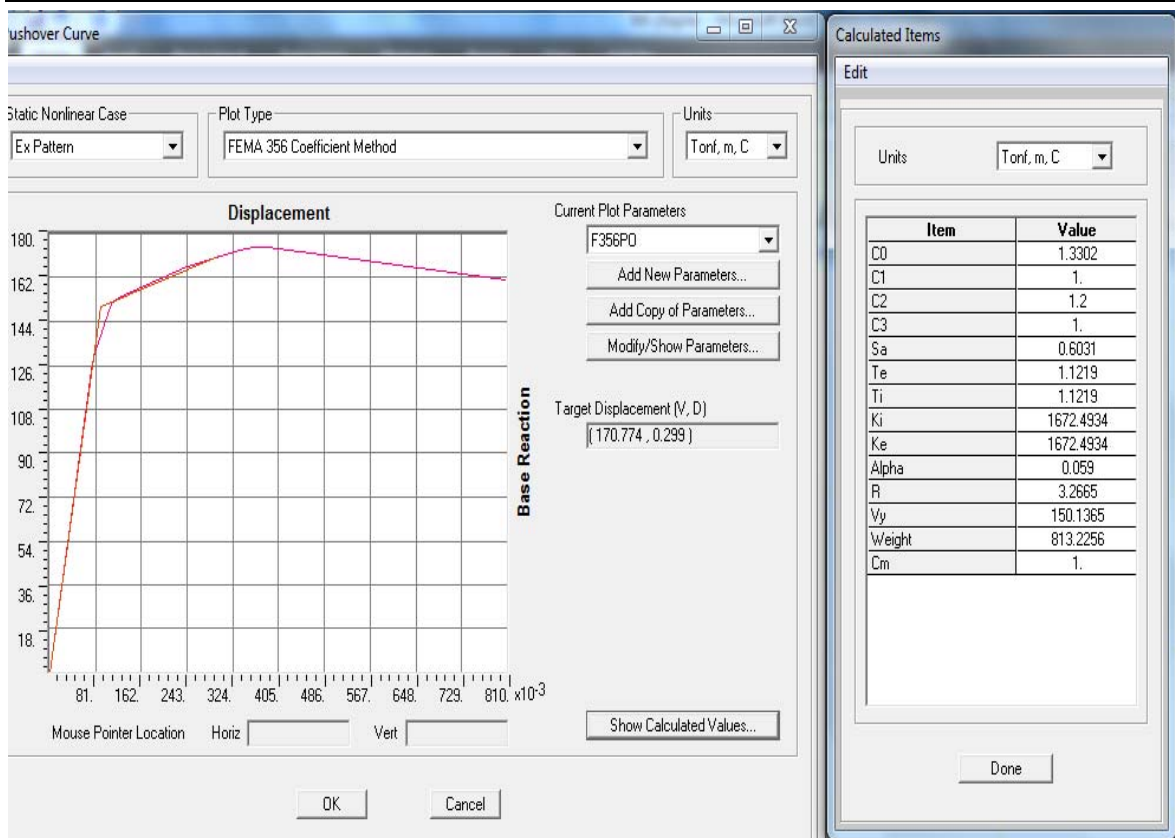 ushover Curve
Static Nonlinear Case
Ex Pattern
Plot Type
FEMA 356 Coefficient Method
Units
Tonf, m, C
Displacement
180.
162.
144.
126.
108.
90.
72.
54.
36.
18.
81. 162. 243. 324. 405. 486. 567. 648. 729. 810. x10-3
Base Reaction
Mouse Pointer Location Horiz Vert
Current Plot Parameters
F356PO
Add New Parameters...
Add Copy of Parameters...
Modify/Show Parameters...
Target Displacement (V, D)
( 170.774 , 0.299 )
Show Calculated Values...
OK Cancel
Calculated Items
Edit
Units Tonf, m, C
Item Value
C0 1.3302
C1 1.
C2 1.2
C3 1.
Sa 0.6031
Te 1.1219
Ti 1.1219
Ki 1672.4934
Ke 1672.4934
Alpha 0.059
R 3.2665
Vy 150.1365
Weight 813.2256
Cm 1.
Done